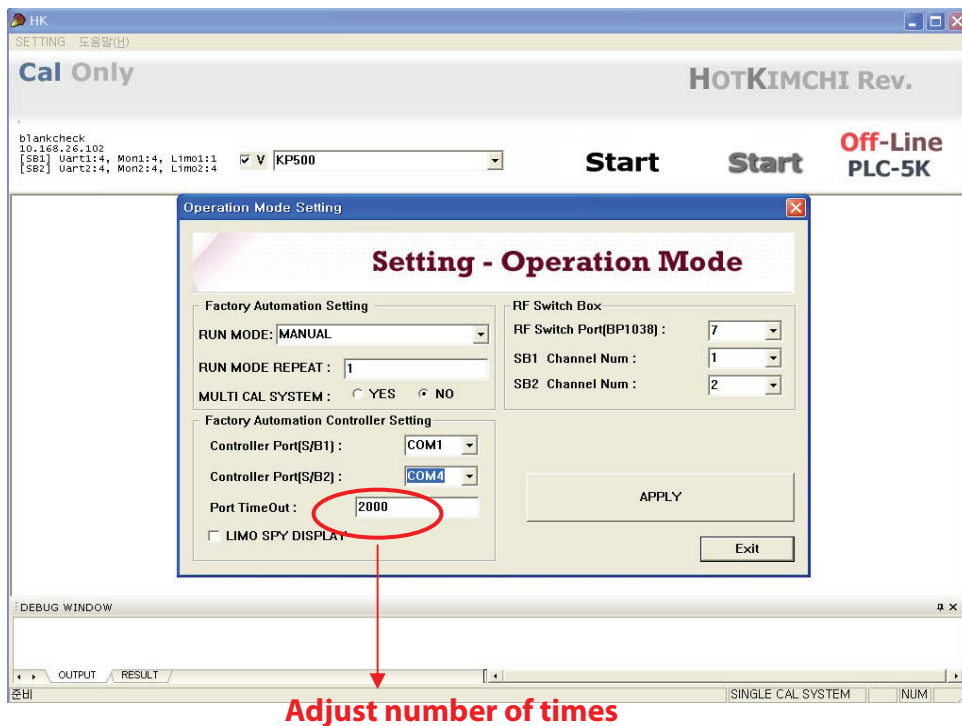 HK
SETTING 도움말(H)
Cal Only
HOTKIMCHI Rev.
blankcheck
10.168.26.102
[SB1] Uart1:4, Mon1:4, Limo1:1
[SB2] Uart2:4, Mon2:4, Limo2:4
V KP500
Start
Start
Off-Line
PLC-5K
Operation Mode Setting
Setting - Operation Mode
Factory Automation Setting
RUN MODE: MANUAL
RUN MODE REPEAT : 1
MULTI CAL SYSTEM : YES NO
Factory Automation Controller Setting
Controller Port(S/B1) : COM1
Controller Port(S/B2) : COM4
Port TimeOut : 2000
LIMO SPY DISPLAY
RF Switch Box
RF Switch Port(BP1038) : 7
SB1 Channel Num : 1
SB2 Channel Num : 2
APPLY
Exit
DEBUG WINDOW
OUTPUT RESULT
준비
SINGLE CAL SYSTEM NUM
Adjust number of times